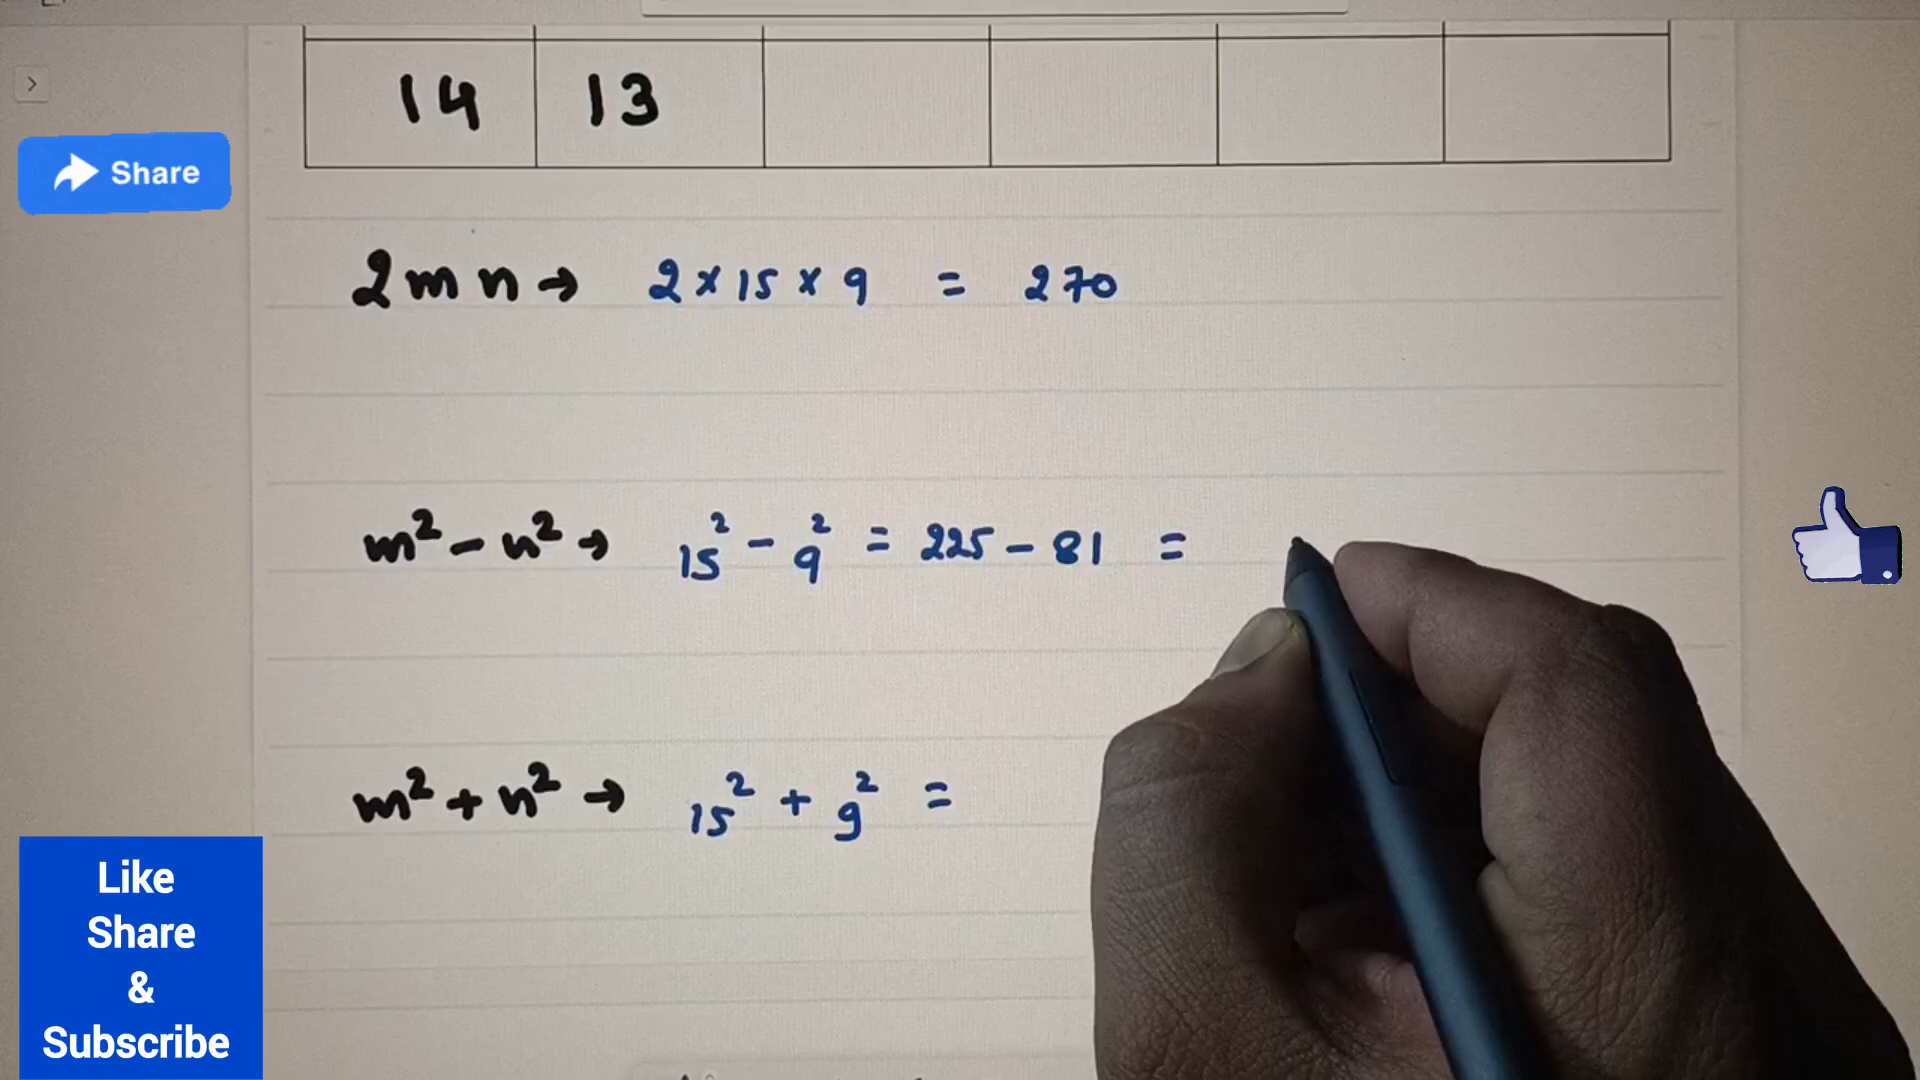 14 13
Share
2mn → 2 × 15 × 9 = 270
m² - n² → 15² - 9² = 225 - 81 =
m² + n² → 15² + 9² =
Like
Share
&
Subscribe